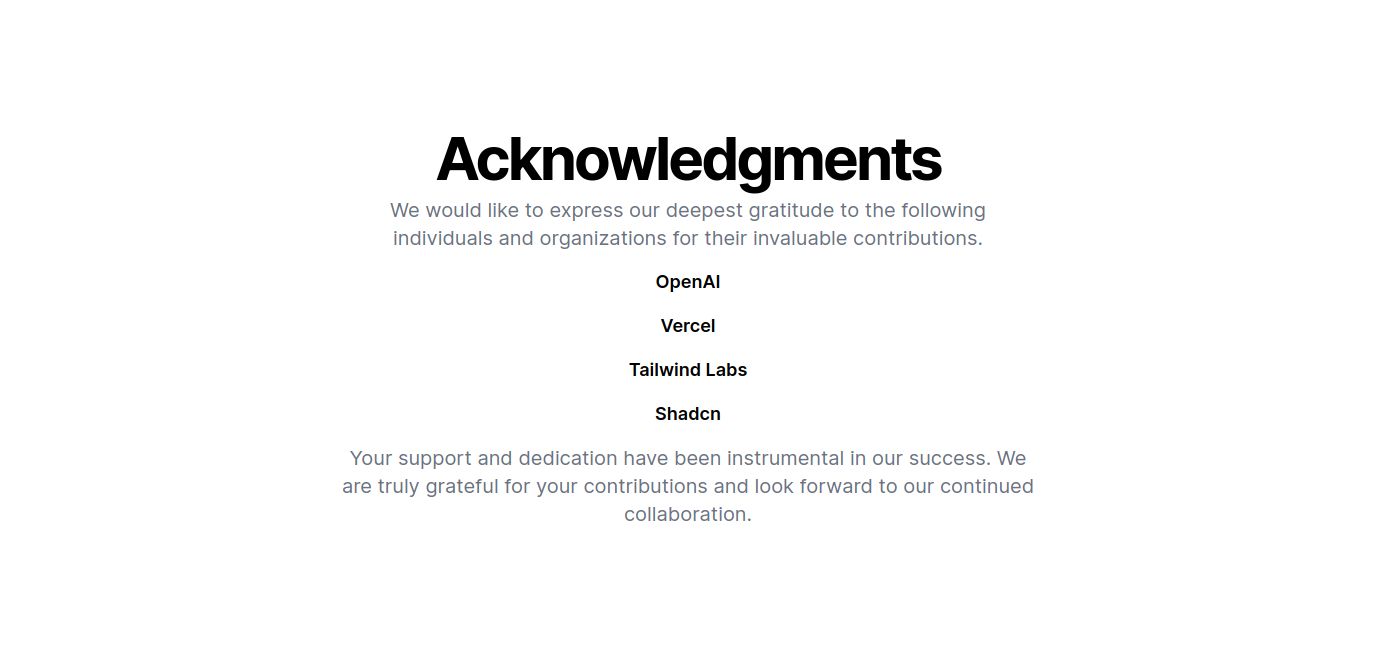 Acknowledgments
We would like to express our deepest gratitude to the following
individuals and organizations for their invaluable contributions.
OpenAI
Vercel
Tailwind Labs
Shadcn
Your support and dedication have been instrumental in our success. We
are truly grateful for your contributions and look forward to our continued
collaboration.